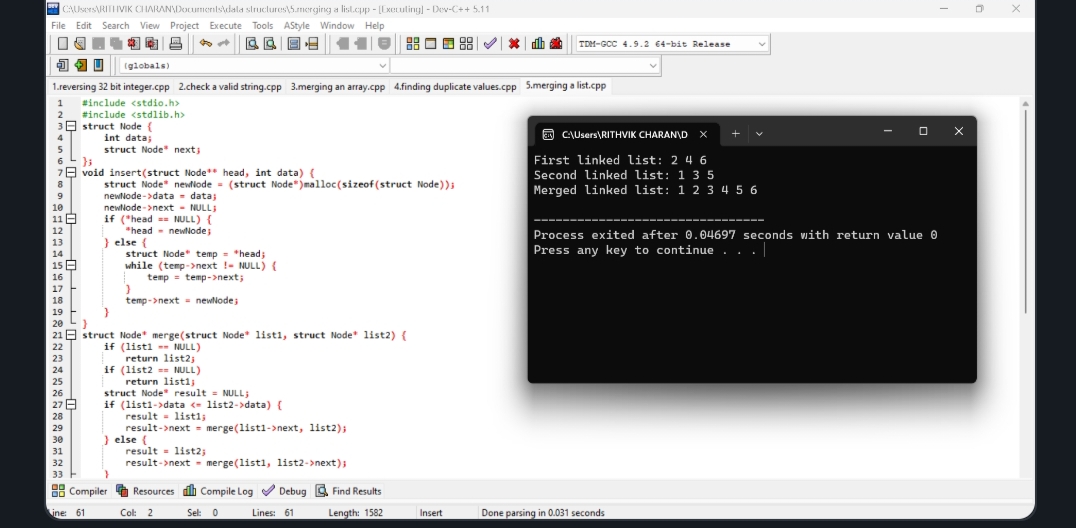 C:\Users\RITHVIK CHARAN\Documents\data structures\5.merging a list.cpp - [Executing] - Dev-C++ 5.11
File Edit Search View Project Execute Tools AStyle Window Help
TDM-GCC 4.9.2 64-bit Release
(globals)
1.reversing 32 bit integer.cpp 2.check a valid string.cpp 3.merging an array.cpp 4.finding duplicate values.cpp 5.merging a list.cpp
1 #include <stdio.h>
2 #include <stdlib.h>
3 struct Node {
4 int data;
5 struct Node* next;
6 };
7 void insert(struct Node** head, int data) {
8 struct Node* newNode = (struct Node*)malloc(sizeof(struct Node));
9 newNode->data = data;
10 newNode->next = NULL;
11 if (*head == NULL) {
12 *head = newNode;
13 } else {
14 struct Node* temp = *head;
15 while (temp->next != NULL) {
16 temp = temp->next;
17 }
18 temp->next = newNode;
19 }
20 }
21 struct Node* merge(struct Node* list1, struct Node* list2) {
22 if (list1 == NULL)
23 return list2;
24 if (list2 == NULL)
25 return list1;
26 struct Node* result = NULL;
27 if (list1->data <= list2->data) {
28 result = list1;
29 result->next = merge(list1->next, list2);
30 } else {
31 result = list2;
32 result->next = merge(list1, list2->next);
33 }
C:\Users\RITHVIK CHARAN\D
First linked list: 2 4 6
Second linked list: 1 3 5
Merged linked list: 1 2 3 4 5 6
--------------------------------
Process exited after 0.04697 seconds with return value 0
Press any key to continue . . .
Compiler Resources Compile Log Debug Find Results
ine: 61 Col: 2 Sel: 0 Lines: 61 Length: 1582 Insert Done parsing in 0.031 seconds